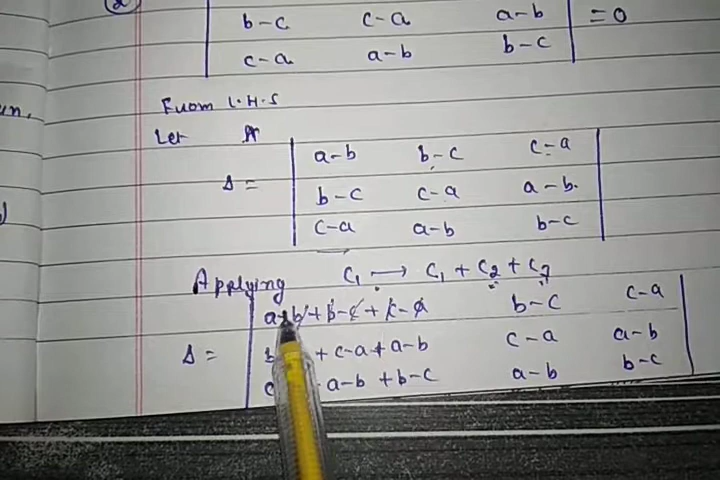 b-c c-a a-b = 0
c-a a-b b-c
From L.H.S
Let
a-b b-c c-a
Δ = b-c c-a a-b
c-a a-b b-c
Applying C₁ → C₁ + C₂ + C₃
a-b+b-c+c-a b-c c-a
Δ = + c-a+a-b c-a a-b
a-b+b-c a-b b-c